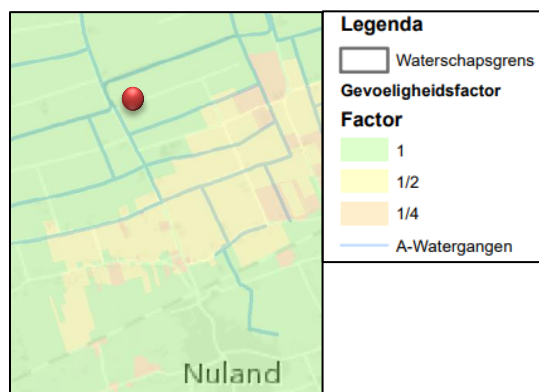 Legenda
Waterschapsgrens
Gevoeligheidsfactor
Factor
1
1/2
1/4
A-Watergangen
Nuland